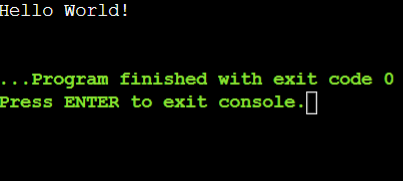 Hello World!
...Program finished with exit code 0
Press ENTER to exit console.